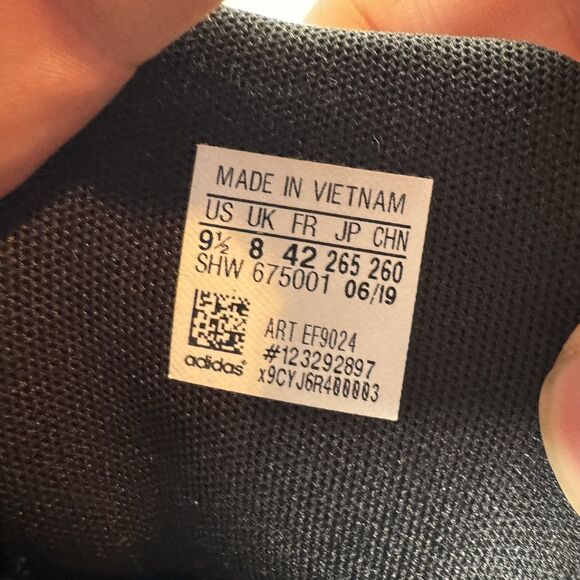 MADE IN VIETNAM
US UK FR JP CHN
9½ 8 42 265 260
SHW 675001 06/19
ART EF9024
#123292897
adidas
x9CYJ6R400003